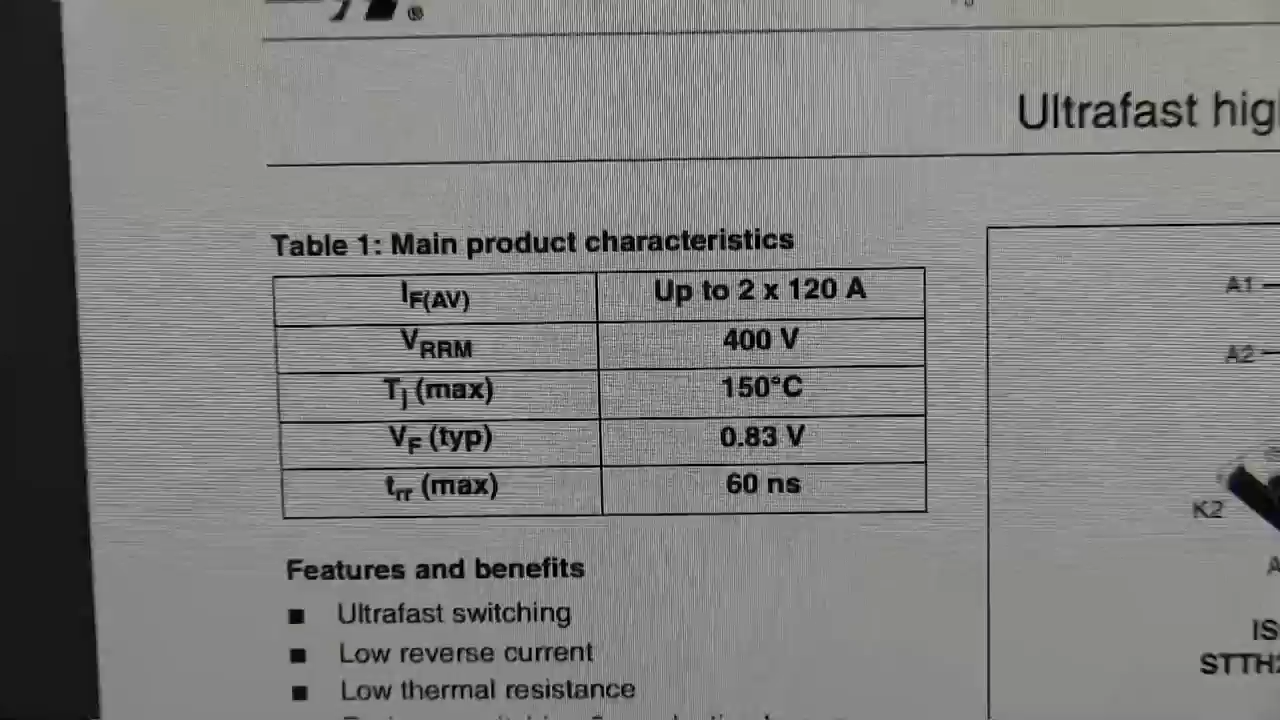 ®
Ultrafast hig
Table 1: Main product characteristics
IF(AV) Up to 2 x 120 A
VRRM 400 V
Tj (max) 150°C
VF (typ) 0.83 V
trr (max) 60 ns
A1
A2
K2
A
Features and benefits
■ Ultrafast switching
■ Low reverse current
■ Low thermal resistance
IS
STTH